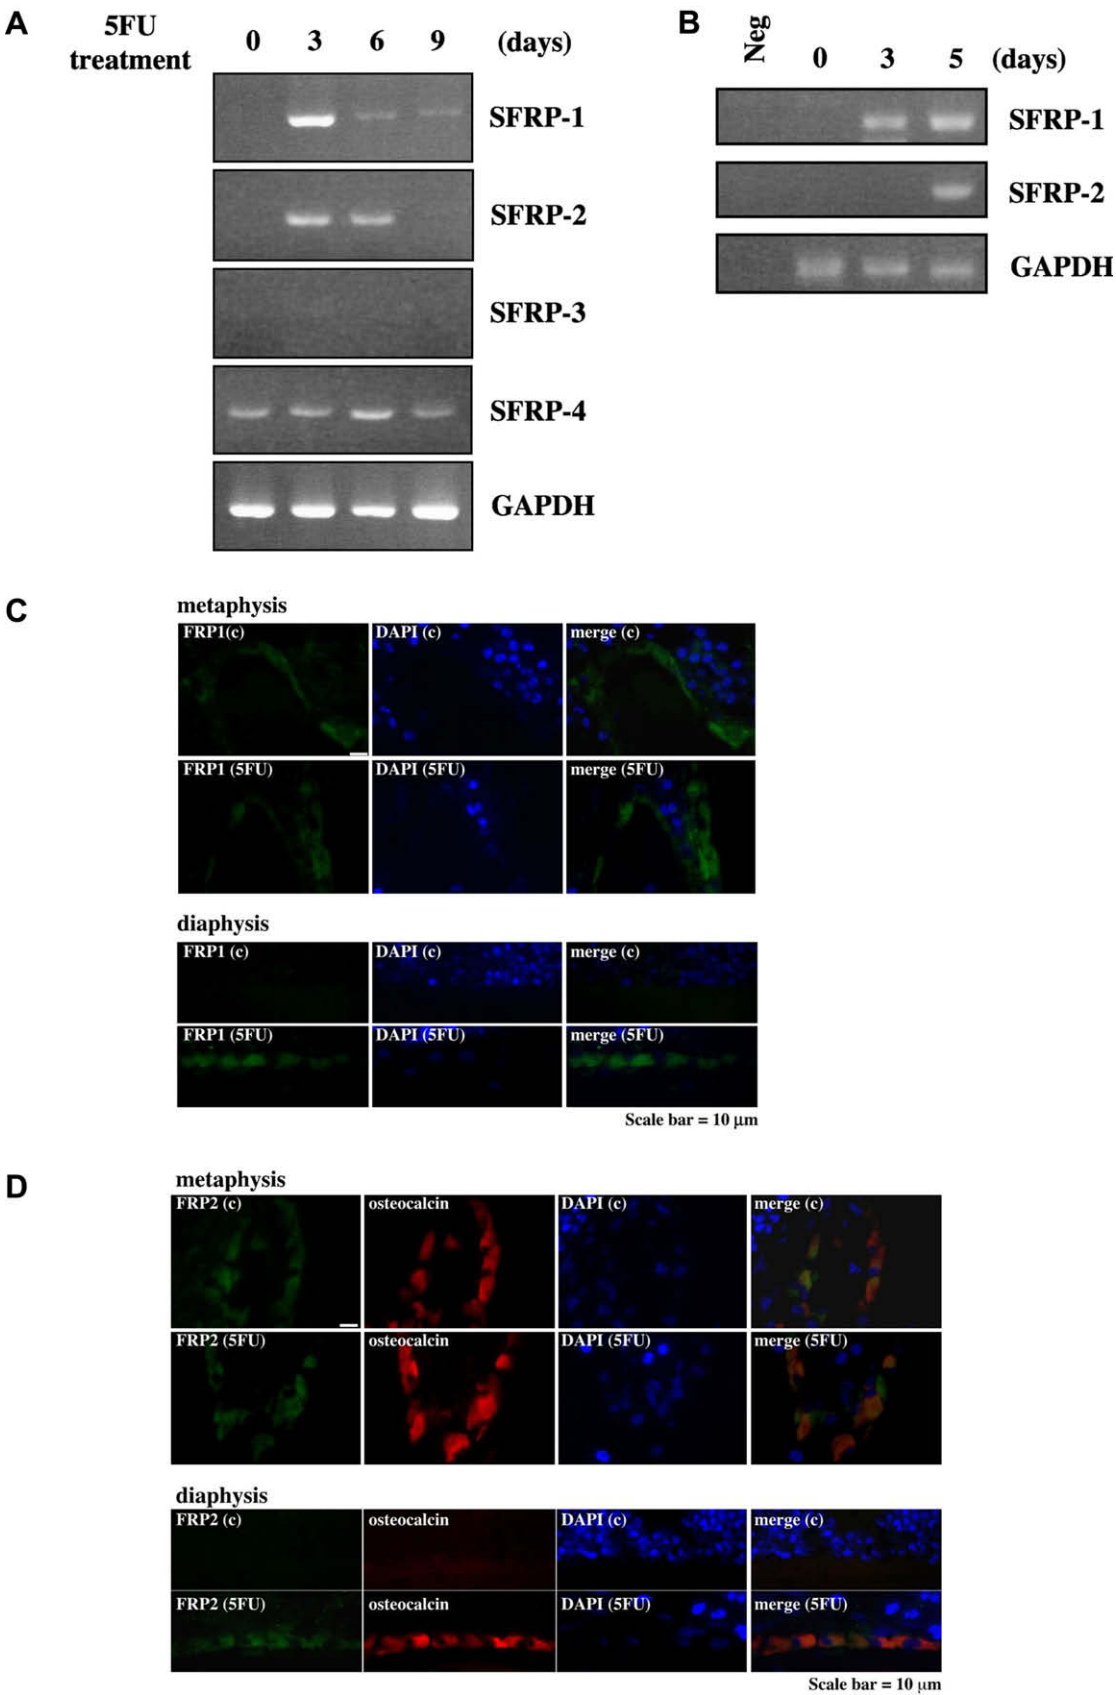 A
5FU
treatment
0 3 6 9 (days)
SFRP-1
SFRP-2
SFRP-3
SFRP-4
GAPDH
B
Neg 0 3 5 (days)
SFRP-1
SFRP-2
GAPDH
C
metaphysis
FRP1(c) DAPI (c) merge (c)
FRP1 (5FU) DAPI (5FU) merge (5FU)
diaphysis
FRP1 (c) DAPI (c) merge (c)
FRP1 (5FU) DAPI (5FU) merge (5FU)
Scale bar = 10 μm
D
metaphysis
FRP2 (c) osteocalcin DAPI (c) merge (c)
FRP2 (5FU) osteocalcin DAPI (5FU) merge (5FU)
diaphysis
FRP2 (c) osteocalcin DAPI (c) merge (c)
FRP2 (5FU) osteocalcin DAPI (5FU) merge (5FU)
Scale bar = 10 μm